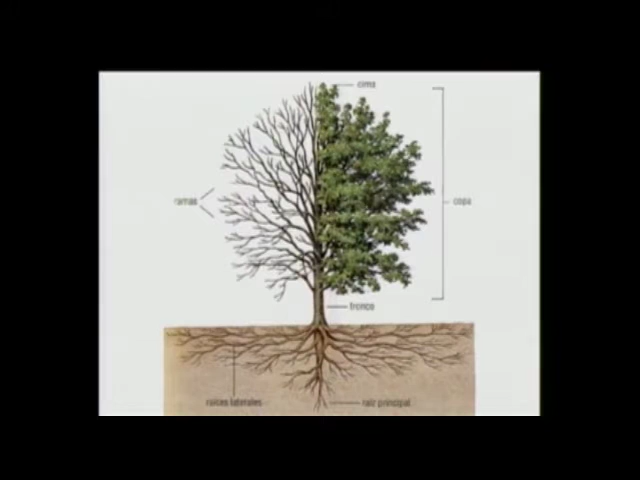 cima
ramas
copa
tronco
raíces laterales
raíz principal